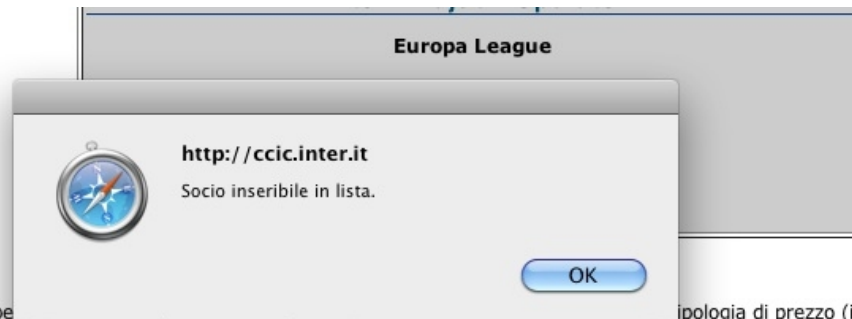 Europa League
http://ccic.inter.it
Socio inseribile in lista.
OK
ipologia di prezzo (i